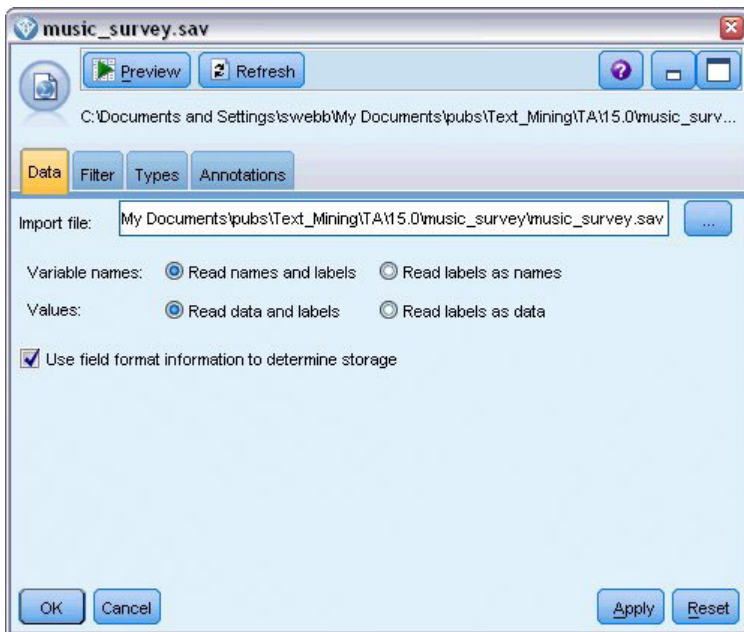 music_survey.sav
Preview Refresh
C:\Documents and Settings\swebb\My Documents\pubs\Text_Mining\TA\15.0\music_surv...
Data Filter Types Annotations
Import file: My Documents\pubs\Text_Mining\TA\15.0\music_survey\music_survey.sav ...
Variable names: Read names and labels Read labels as names
Values: Read data and labels Read labels as data
Use field format information to determine storage
OK Cancel Apply Reset